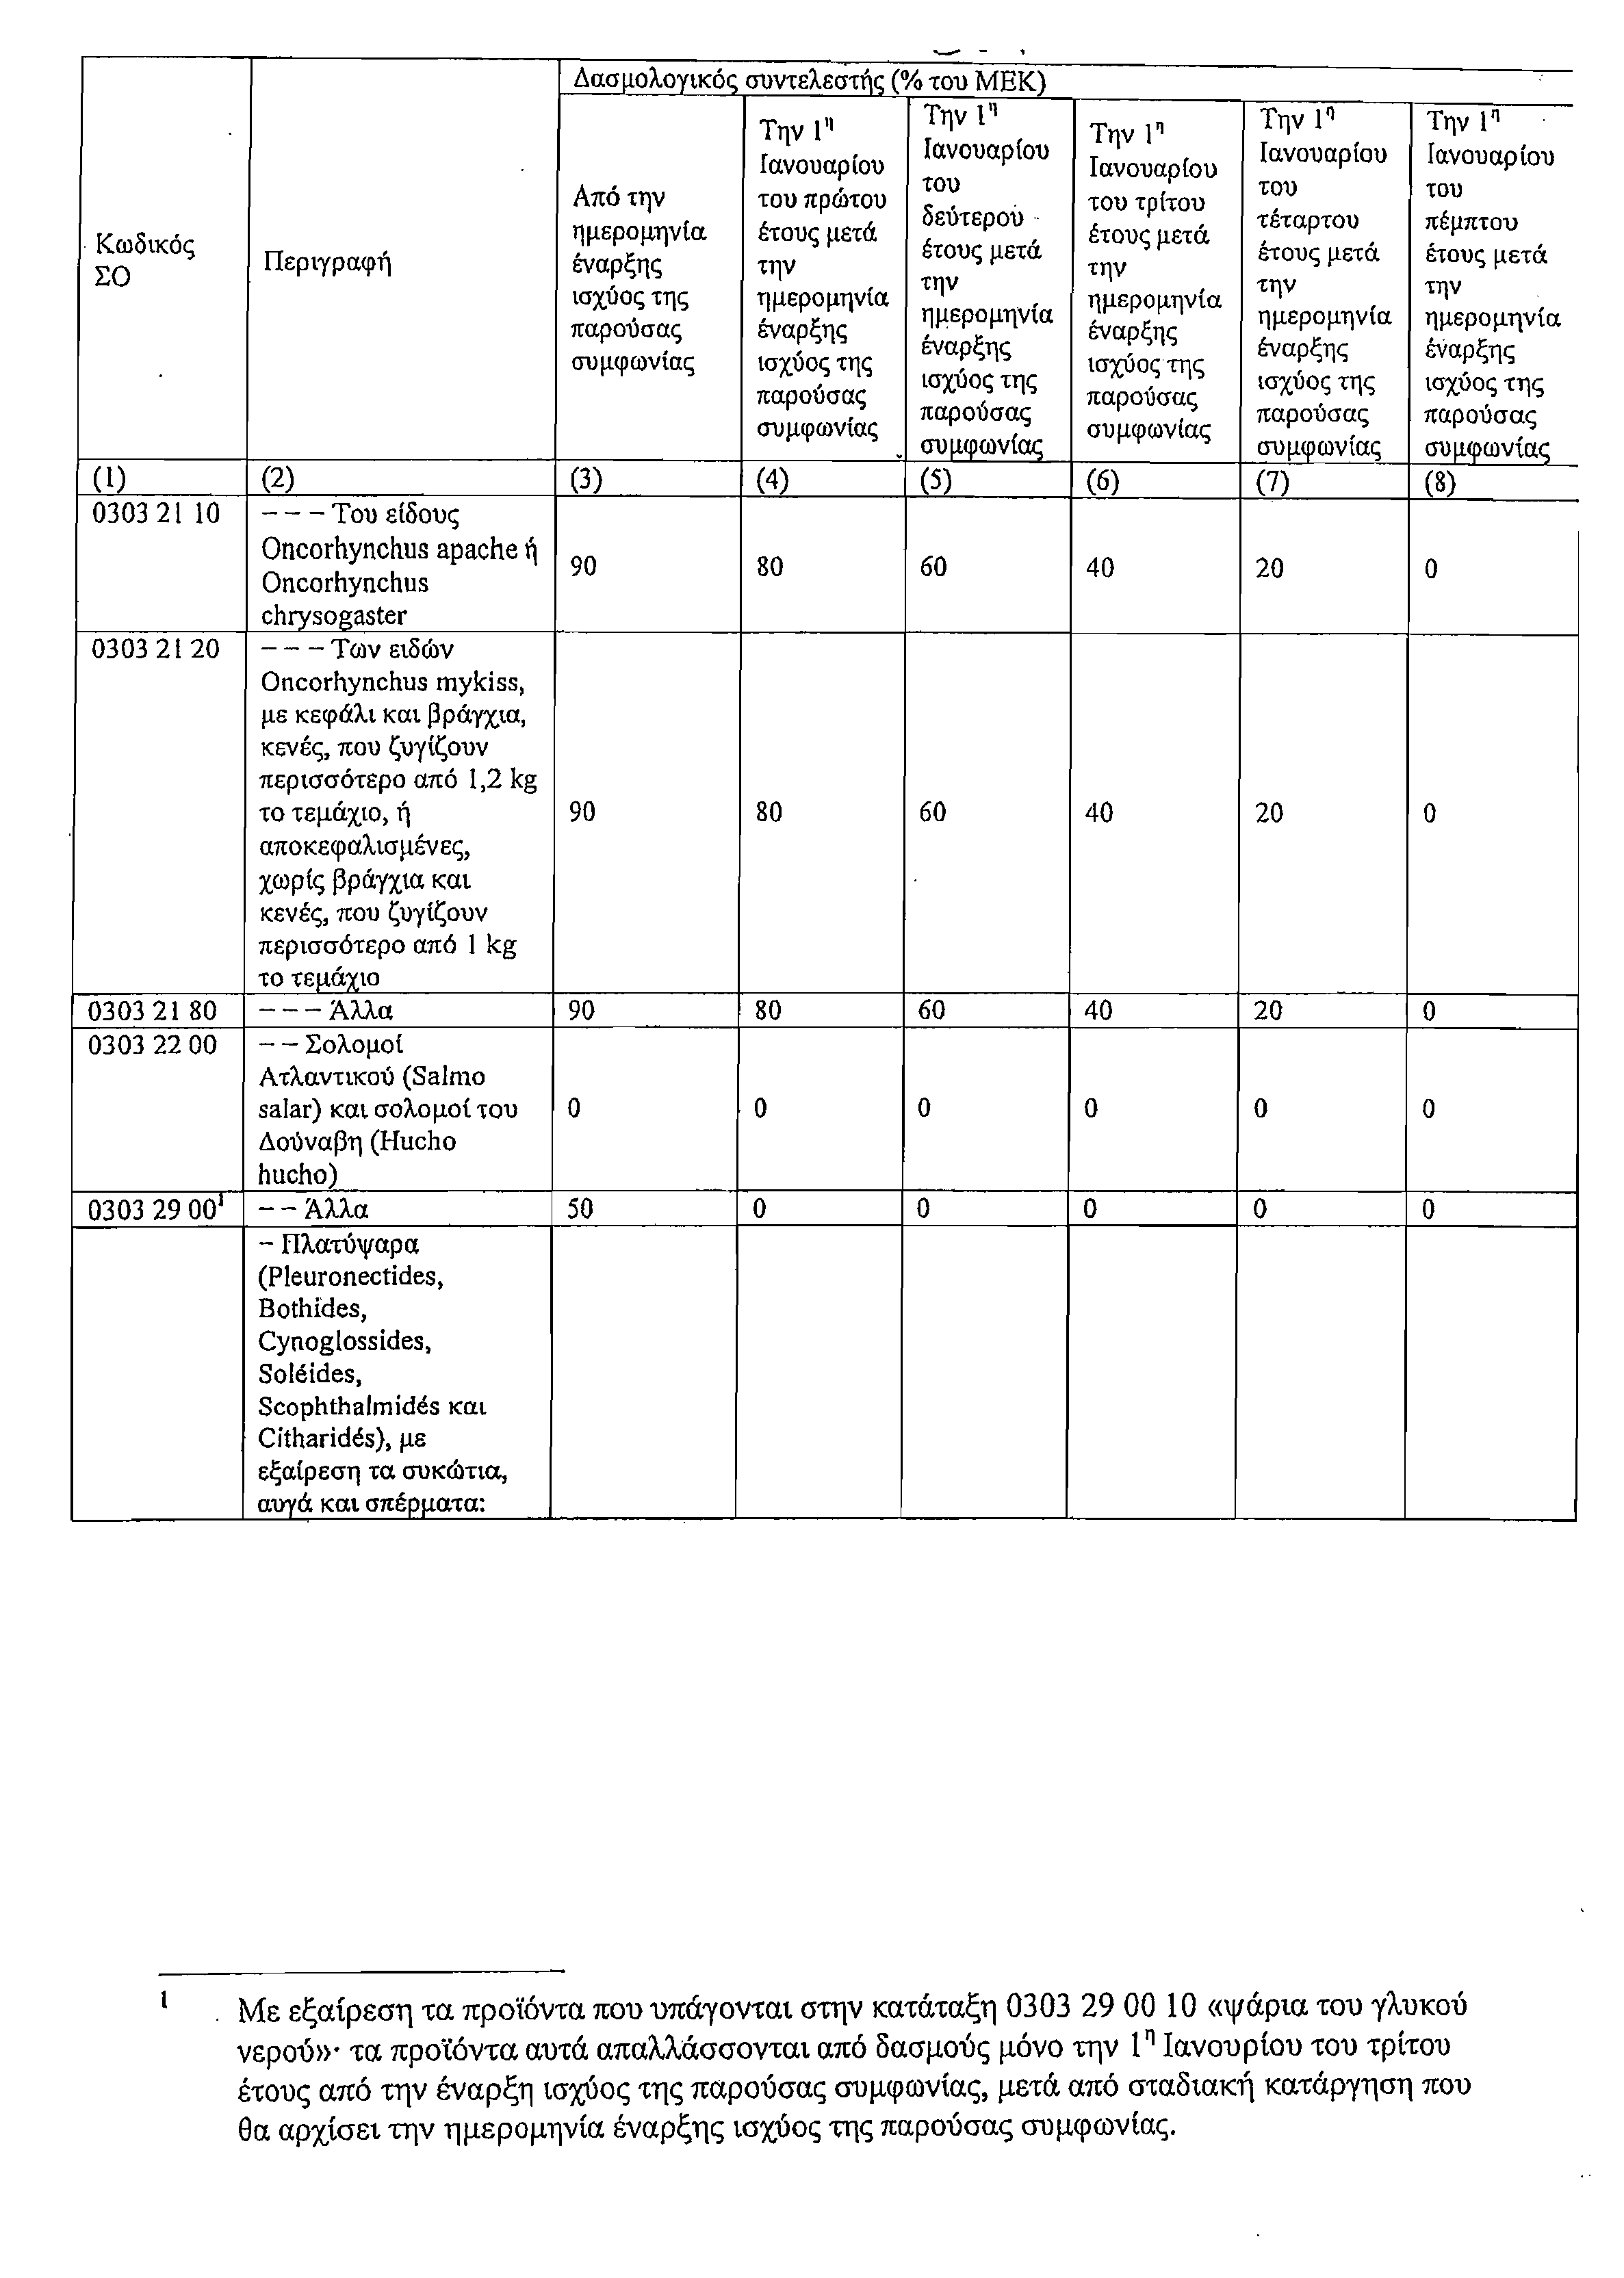 Δασμολογικός συντελεστής (% του ΜΕΚ)
Κωδικός
ΣΟ
Περιγραφή
Από την
ημερομηνία
έναρξης
ισχύος της
παρούσας
συμφωνίας
Την 1η
Ιανουαρίου
του πρώτου
έτους μετά
την
ημερομηνία
έναρξης
ισχύος της
παρούσας
συμφωνίας
Την 1η
Ιανουαρίου
του
δεύτερου
έτους μετά
την
ημερομηνία
έναρξης
ισχύος της
παρούσας
συμφωνίας
Την 1η
Ιανουαρίου
του τρίτου
έτους μετά
την
ημερομηνία
έναρξης
ισχύος της
παρούσας
συμφωνίας
Την 1η
Ιανουαρίου
του
τέταρτου
έτους μετά
την
ημερομηνία
έναρξης
ισχύος της
παρούσας
συμφωνίας
Την 1η
Ιανουαρίου
του
πέμπτου
έτους μετά
την
ημερομηνία
έναρξης
ισχύος της
παρούσας
συμφωνίας
(1) (2) (3) (4) (5) (6) (7) (8)
0303 21 10
– – – Του είδους
Oncorhynchus apache ή
Oncorhynchus
chrysogaster
90 80 60 40 20 0
0303 21 20
– – – Των ειδών
Oncorhynchus mykiss,
με κεφάλι και βράγχια,
κενές, που ζυγίζουν
περισσότερο από 1,2 kg
το τεμάχιο, ή
αποκεφαλισμένες,
χωρίς βράγχια και
κενές, που ζυγίζουν
περισσότερο από 1 kg
το τεμάχιο
90 80 60 40 20 0
0303 21 80 – – – Άλλα 90 80 60 40 20 0
0303 22 00
– – Σολομοί
Ατλαντικού (Salmo
salar) και σολομοί του
Δούναβη (Hucho
hucho)
0 0 0 0 0 0
0303 29 00¹ – – Άλλα 50 0 0 0 0 0
– Πλατύψαρα
(Pleuronectides,
Bothides,
Cynoglossides,
Soléides,
Scophthalmidés και
Citharidés), με
εξαίρεση τα συκώτια,
αυγά και σπέρματα:
1 Με εξαίρεση τα προϊόντα που υπάγονται στην κατάταξη 0303 29 00 10 «ψάρια του γλυκού
νερού»· τα προϊόντα αυτά απαλλάσσονται από δασμούς μόνο την 1η Ιανουρίου του τρίτου
έτους από την έναρξη ισχύος της παρούσας συμφωνίας, μετά από σταδιακή κατάργηση που
θα αρχίσει την ημερομηνία έναρξης ισχύος της παρούσας συμφωνίας.